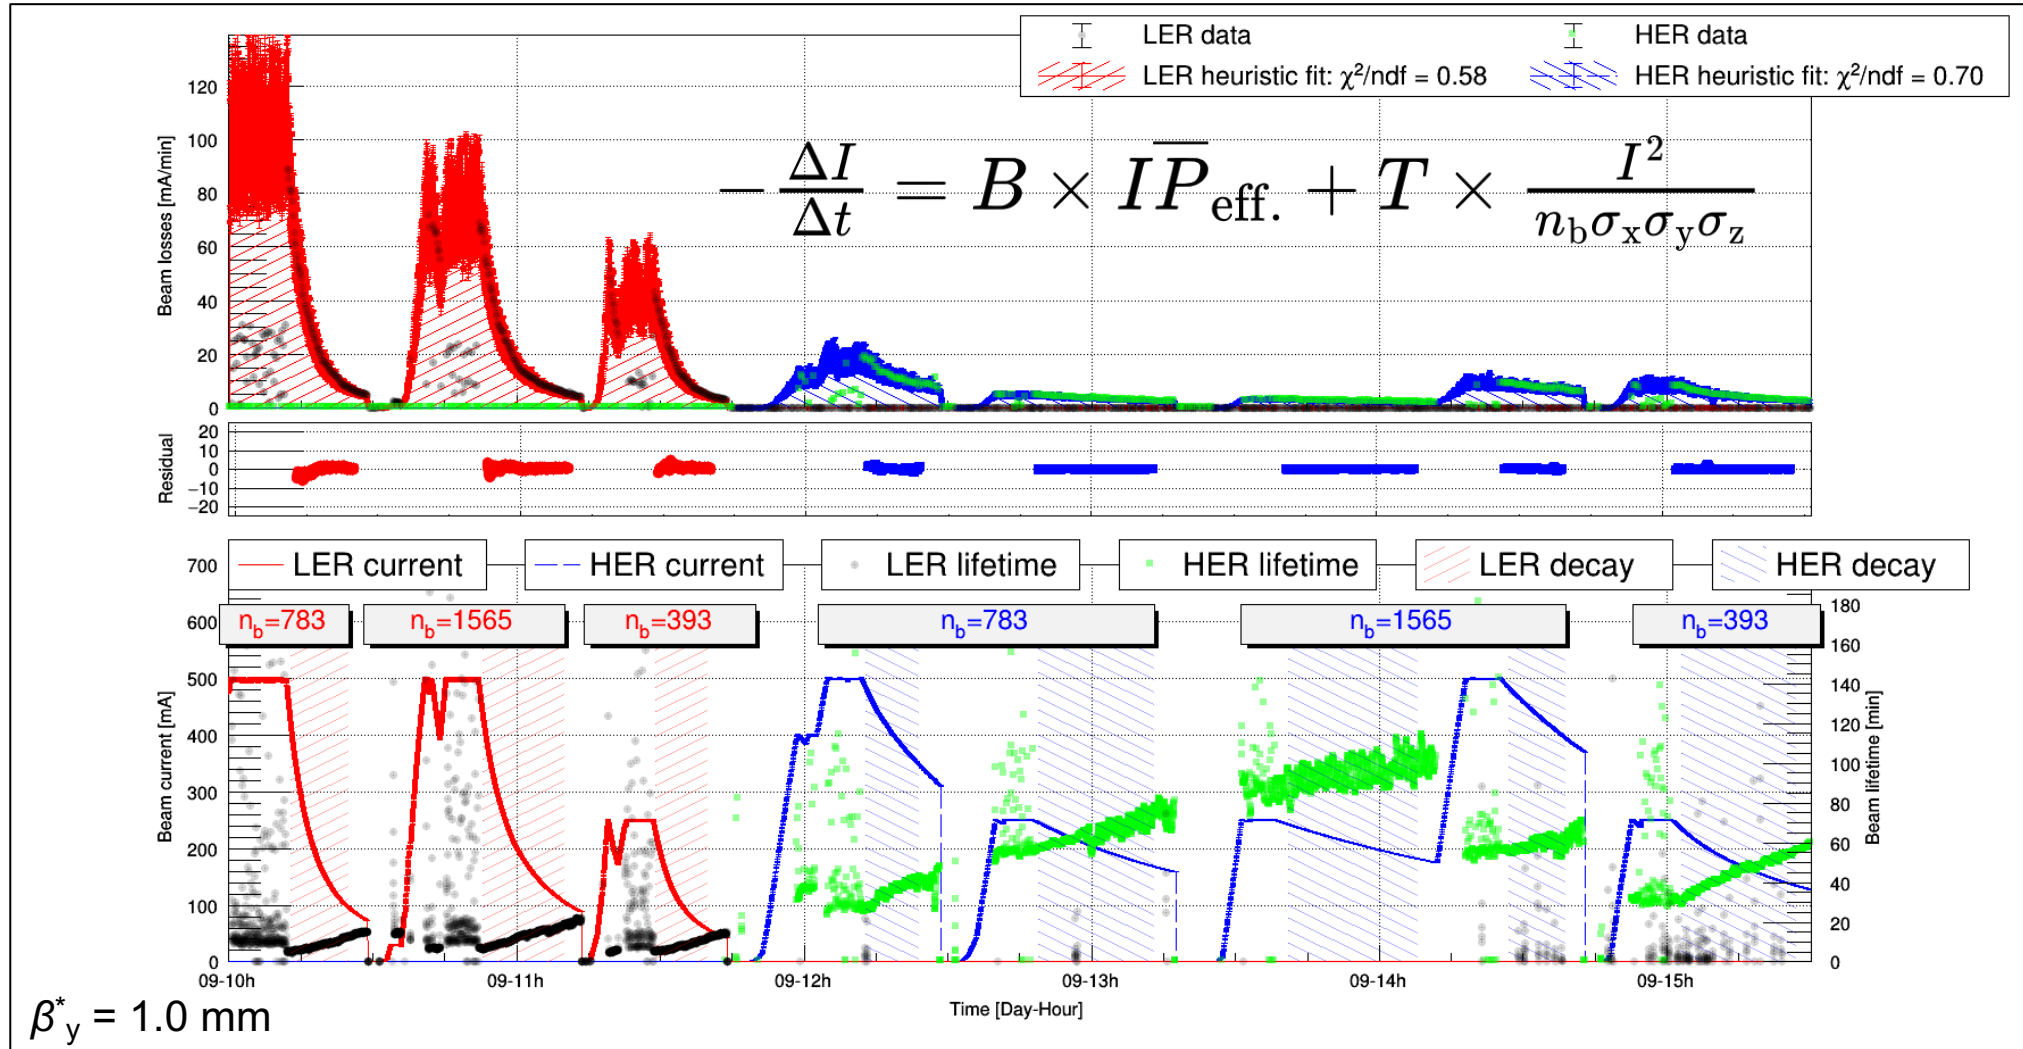 LER data
HER data
LER heuristic fit: χ²/ndf = 0.58
HER heuristic fit: χ²/ndf = 0.70
Beam losses [mA/min]
120
100
80
60
40
20
0
− ΔI/Δt = B × I P̅eff. + T × I²/(nbσxσyσz)
Residual
20
10
0
−10
−20
LER current
HER current
LER lifetime
HER lifetime
LER decay
HER decay
nb=783
nb=1565
nb=393
nb=783
nb=1565
nb=393
Beam current [mA]
700
600
500
400
300
200
100
0
Beam lifetime [min]
180
160
140
120
100
80
60
40
20
0
09-10h
09-11h
09-12h
09-13h
09-14h
09-15h
Time [Day-Hour]
β*y = 1.0 mm